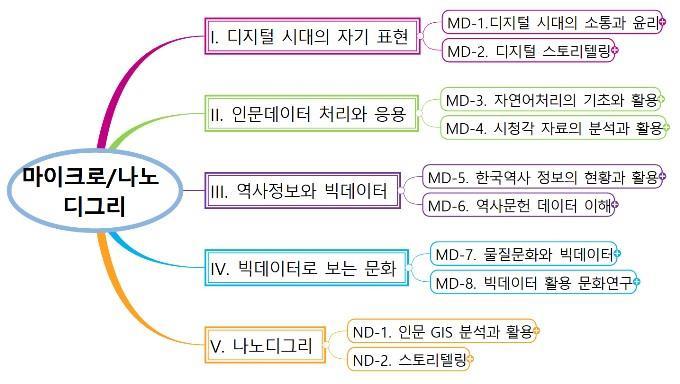 마이크로/나노
디그리
I. 디지털 시대의 자기 표현
MD-1.디지털 시대의 소통과 윤리
MD-2. 디지털 스토리텔링
II. 인문데이터 처리와 응용
MD-3. 자연어처리의 기초와 활용
MD-4. 시청각 자료의 분석과 활용
III. 역사정보와 빅데이터
MD-5. 한국역사 정보의 현황과 활용
MD-6. 역사문헌 데이터 이해
IV. 빅데이터로 보는 문화
MD-7. 물질문화와 빅데이터
MD-8. 빅데이터 활용 문화연구
V. 나노디그리
ND-1. 인문 GIS 분석과 활용
ND-2. 스토리텔링